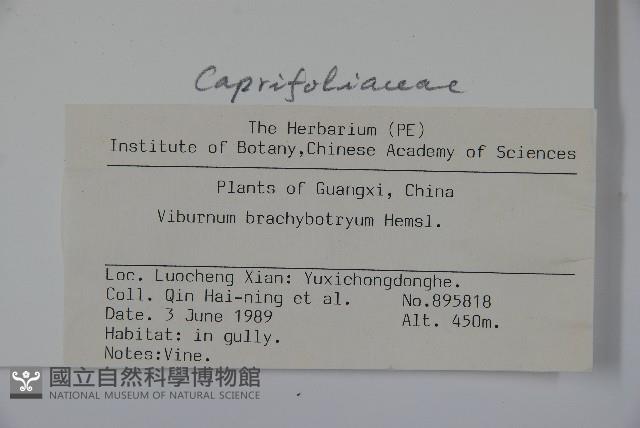 Caprifoliaceae
The Herbarium (PE)
Institute of Botany,Chinese Academy of Sciences
Plants of Guangxi, China
Viburnum brachybotryum Hemsl.
Loc. Luocheng Xian: Yuxichongdonghe.
Coll. Qin Hai-ning et al. No.895818
Date. 3 June 1989 Alt. 450m.
Habitat: in gully.
Notes:Vine.
國立自然科學博物館
NATIONAL MUSEUM OF NATURAL SCIENCE